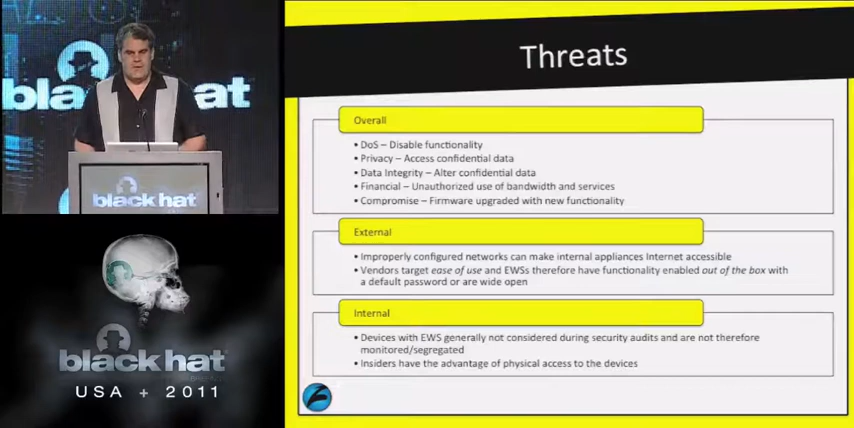 black hat
black hat
black hat
USA + 2011
Threats
Overall
• DoS – Disable functionality
• Privacy – Access confidential data
• Data Integrity – Alter confidential data
• Financial – Unauthorized use of bandwidth and services
• Compromise – Firmware upgraded with new functionality
External
• Improperly configured networks can make internal appliances Internet accessible
• Vendors target ease of use and EWSs therefore have functionality enabled out of the box with
a default password or are wide open
Internal
• Devices with EWS generally not considered during security audits and are not therefore
monitored/segregated
• Insiders have the advantage of physical access to the devices